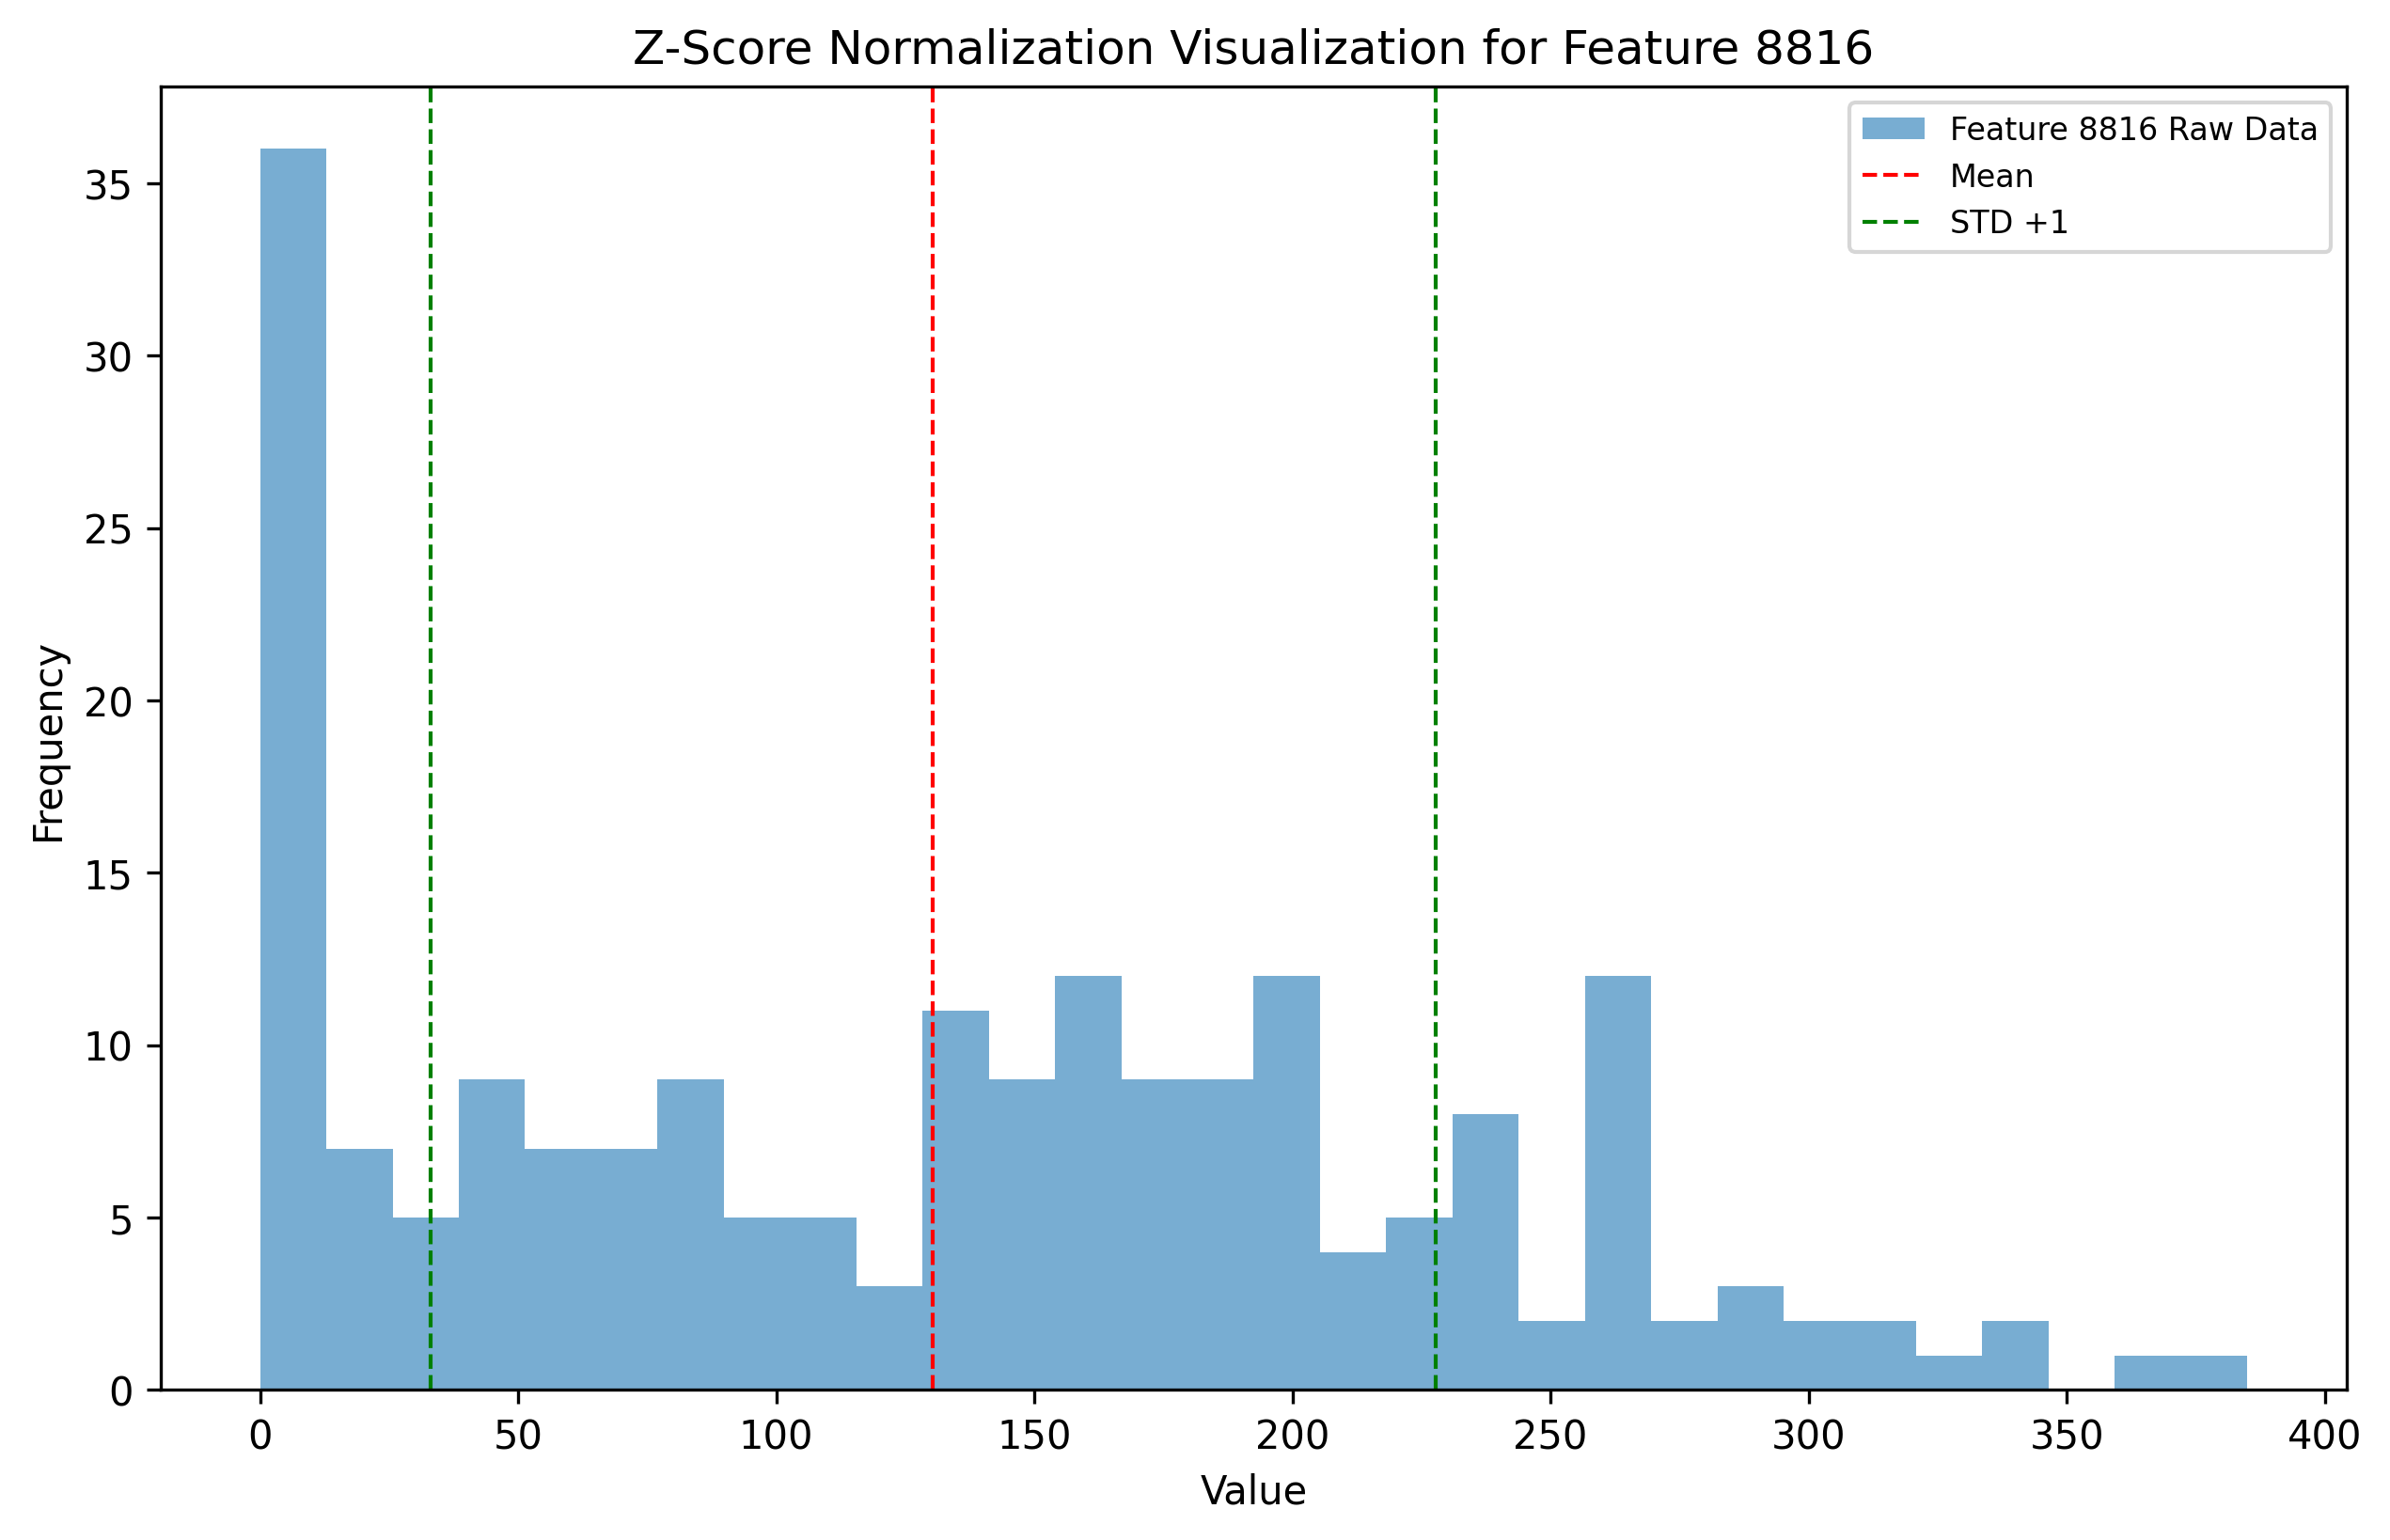 Z-Score Normalization Visualization for Feature 8816
Feature 8816 Raw Data
Mean
STD +1
35
30
25
20
15
10
5
0
Frequency
0 50 100 150 200 250 300 350 400
Value